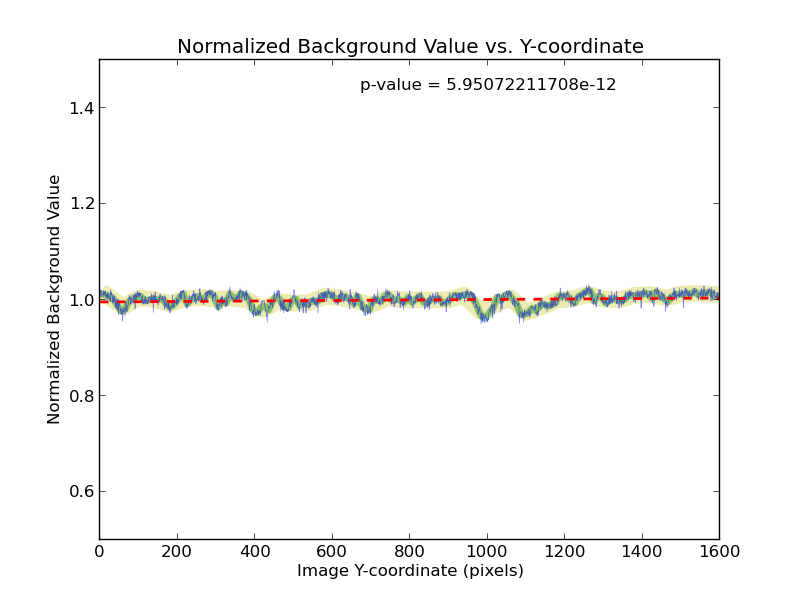 Normalized Background Value vs. Y-coordinate
p-value = 5.95072211708e-12
1.4
1.2
1.0
0.8
0.6
Normalized Background Value
0 200 400 600 800 1000 1200 1400 1600
Image Y-coordinate (pixels)